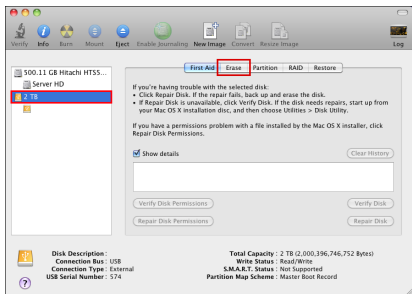 Verify Info Burn Mount Eject Enable Journaling New Image Convert Resize Image Log
500.11 GB Hitachi HTS5...
Server HD
2 TB
First Aid Erase Partition RAID Restore
If you're having trouble with the selected disk:
• Click Repair Disk. If the repair fails, back up and erase the disk.
• If Repair Disk is unavailable, click Verify Disk. If the disk needs repairs, start up from
your Mac OS X installation disc, and then choose Utilities > Disk Utility.
If you have a permissions problem with a file installed by the Mac OS X installer, click
Repair Disk Permissions.
Show details
Clear History
Verify Disk Permissions
Verify Disk
Repair Disk Permissions
Repair Disk
Disk Description :
Total Capacity : 2 TB (2,000,396,746,752 Bytes)
Connection Bus : USB
Write Status : Read/Write
Connection Type : External
S.M.A.R.T. Status : Not Supported
USB Serial Number : 574
Partition Map Scheme : Master Boot Record
?